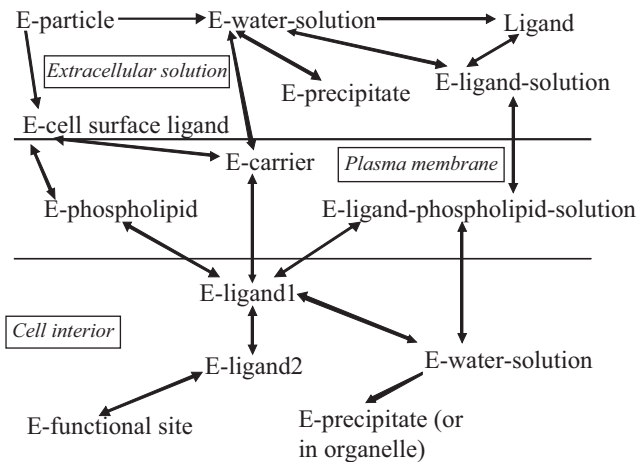 E-particle
E-water-solution
Ligand
Extracellular solution
E-precipitate
E-ligand-solution
E-cell surface ligand
E-carrier
Plasma membrane
E-phospholipid
E-ligand-phospholipid-solution
E-ligand1
Cell interior
E-ligand2
E-water-solution
E-functional site
E-precipitate (or
in organelle)